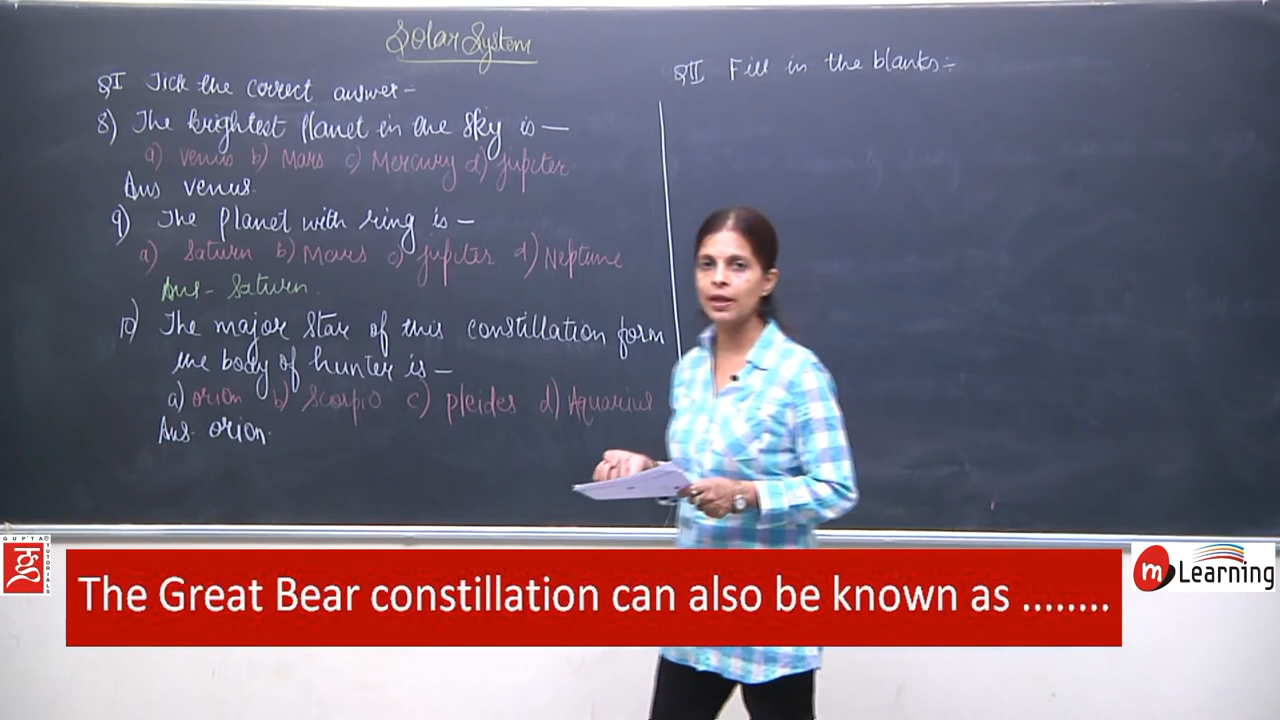 Solar System
QI Tick the correct answer -
8) The brightest planet in the sky is —
a) Venus b) Mars c) Mercury d) Jupiter
Ans venus.
9) The planet with ring is —
a) Saturn b) Mars c) jupiter d) Neptune
Ans - Saturn.
10) The major star of this constillation form
the body of hunter is —
a) orion b) Scorpio c) pleides d) Aquarius
Ans. orion.
QII Fill in the blanks :-
GUPTA TUTORIALS
The Great Bear constillation can also be known as ........
m Learning